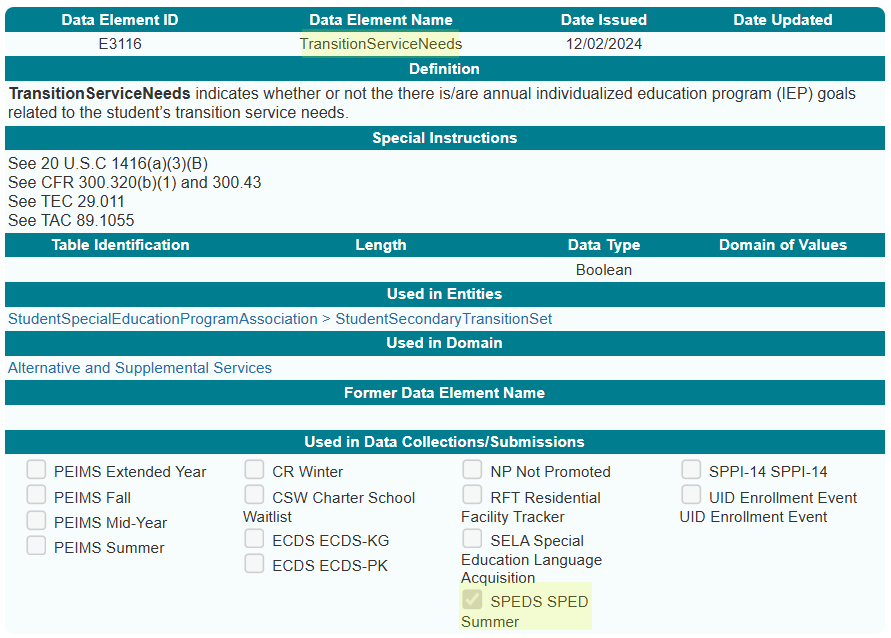 Data Element ID Data Element Name Date Issued Date Updated
E3116 TransitionServiceNeeds 12/02/2024
Definition
TransitionServiceNeeds indicates whether or not the there is/are annual individualized education program (IEP) goals
related to the student’s transition service needs.
Special Instructions
See 20 U.S.C 1416(a)(3)(B)
See CFR 300.320(b)(1) and 300.43
See TEC 29.011
See TAC 89.1055
Table Identification Length Data Type Domain of Values
Boolean
Used in Entities
StudentSpecialEducationProgramAssociation > StudentSecondaryTransitionSet
Used in Domain
Alternative and Supplemental Services
Former Data Element Name
Used in Data Collections/Submissions
PEIMS Extended Year
PEIMS Fall
PEIMS Mid-Year
PEIMS Summer
CR Winter
CSW Charter School
Waitlist
ECDS ECDS-KG
ECDS ECDS-PK
NP Not Promoted
RFT Residential
Facility Tracker
SELA Special
Education Language
Acquisition
SPEDS SPED
Summer
SPPI-14 SPPI-14
UID Enrollment Event
UID Enrollment Event